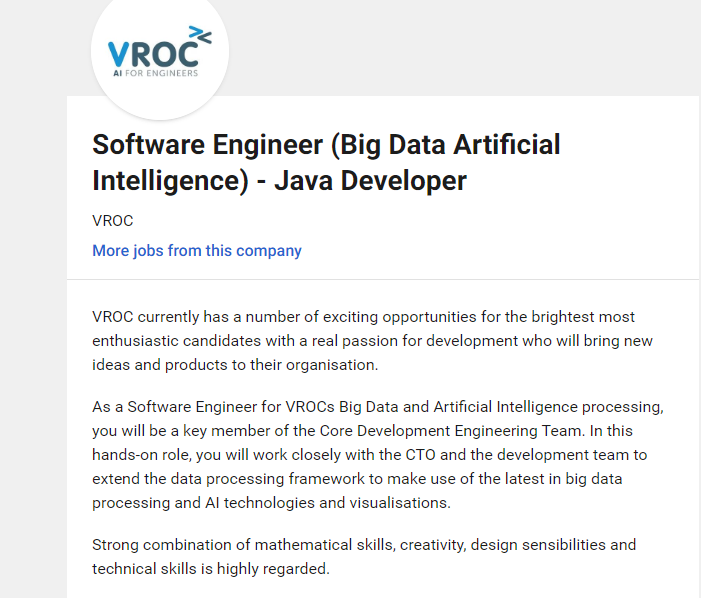 VROC
AI FOR ENGINEERS
Software Engineer (Big Data Artificial
Intelligence) - Java Developer
VROC
More jobs from this company
VROC currently has a number of exciting opportunities for the brightest most
enthusiastic candidates with a real passion for development who will bring new
ideas and products to their organisation.
As a Software Engineer for VROCs Big Data and Artificial Intelligence processing,
you will be a key member of the Core Development Engineering Team. In this
hands-on role, you will work closely with the CTO and the development team to
extend the data processing framework to make use of the latest in big data
processing and AI technologies and visualisations.
Strong combination of mathematical skills, creativity, design sensibilities and
technical skills is highly regarded.